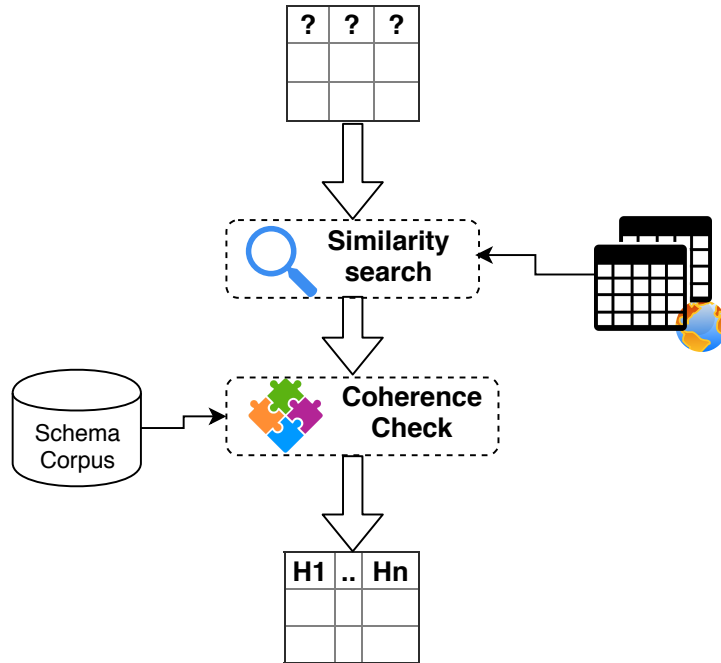 ? ? ?
Similarity
search
Coherence
Check
Schema
Corpus
H1 .. Hn